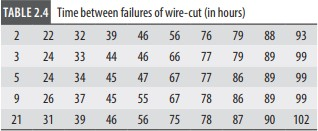 TABLE 2.4 Time between failures of wire-cut (in hours)
2 22 32 39 46 56 76 79 88 93
3 24 33 44 46 66 77 79 89 99
5 24 34 45 47 67 77 86 89 99
9 26 37 45 55 67 78 86 89 99
21 31 39 46 56 75 78 87 90 102